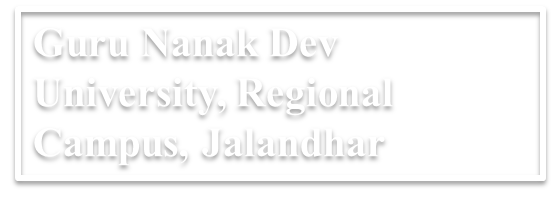 Guru Nanak Dev
University, Regional
Campus, Jalandhar